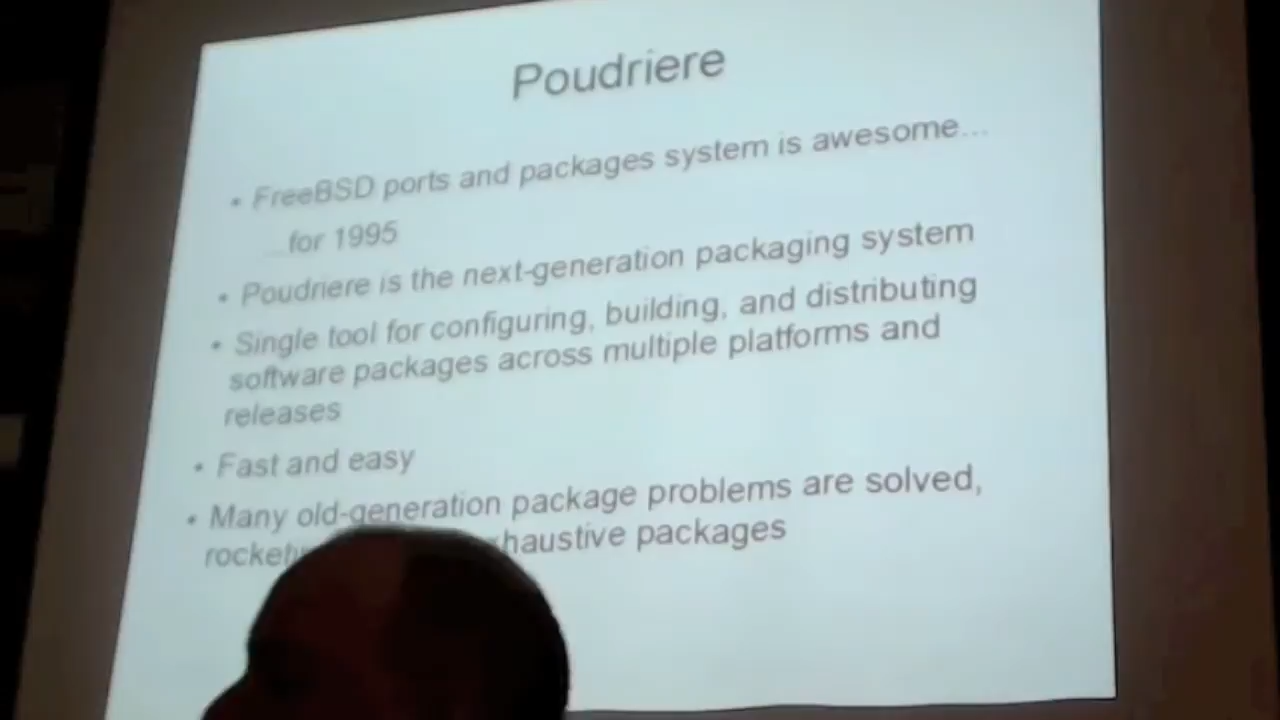 Poudriere
• FreeBSD ports and packages system is awesome...
...for 1995
• Poudriere is the next-generation packaging system
• Single tool for configuring, building, and distributing
software packages across multiple platforms and
releases
• Fast and easy
• Many old-generation package problems are solved,
packages